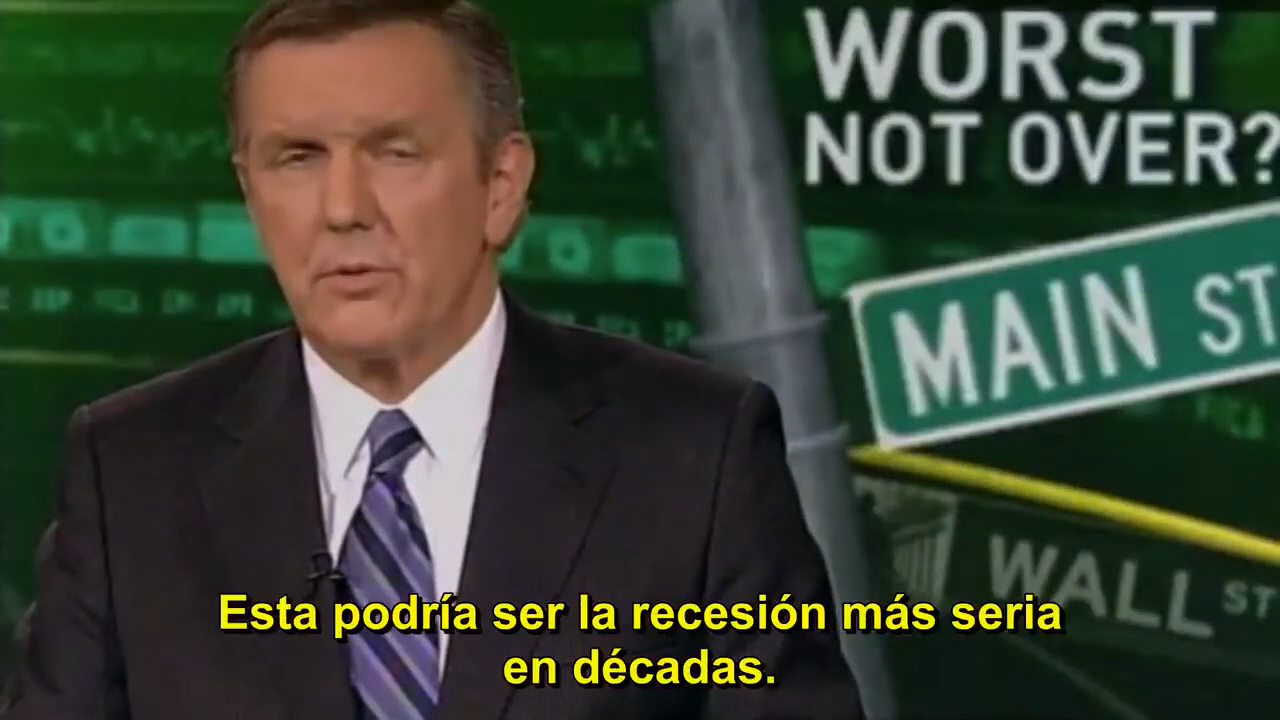 WORST
NOT OVER?
MAIN ST
WALL ST
Esta podría ser la recesión más seria
en décadas.